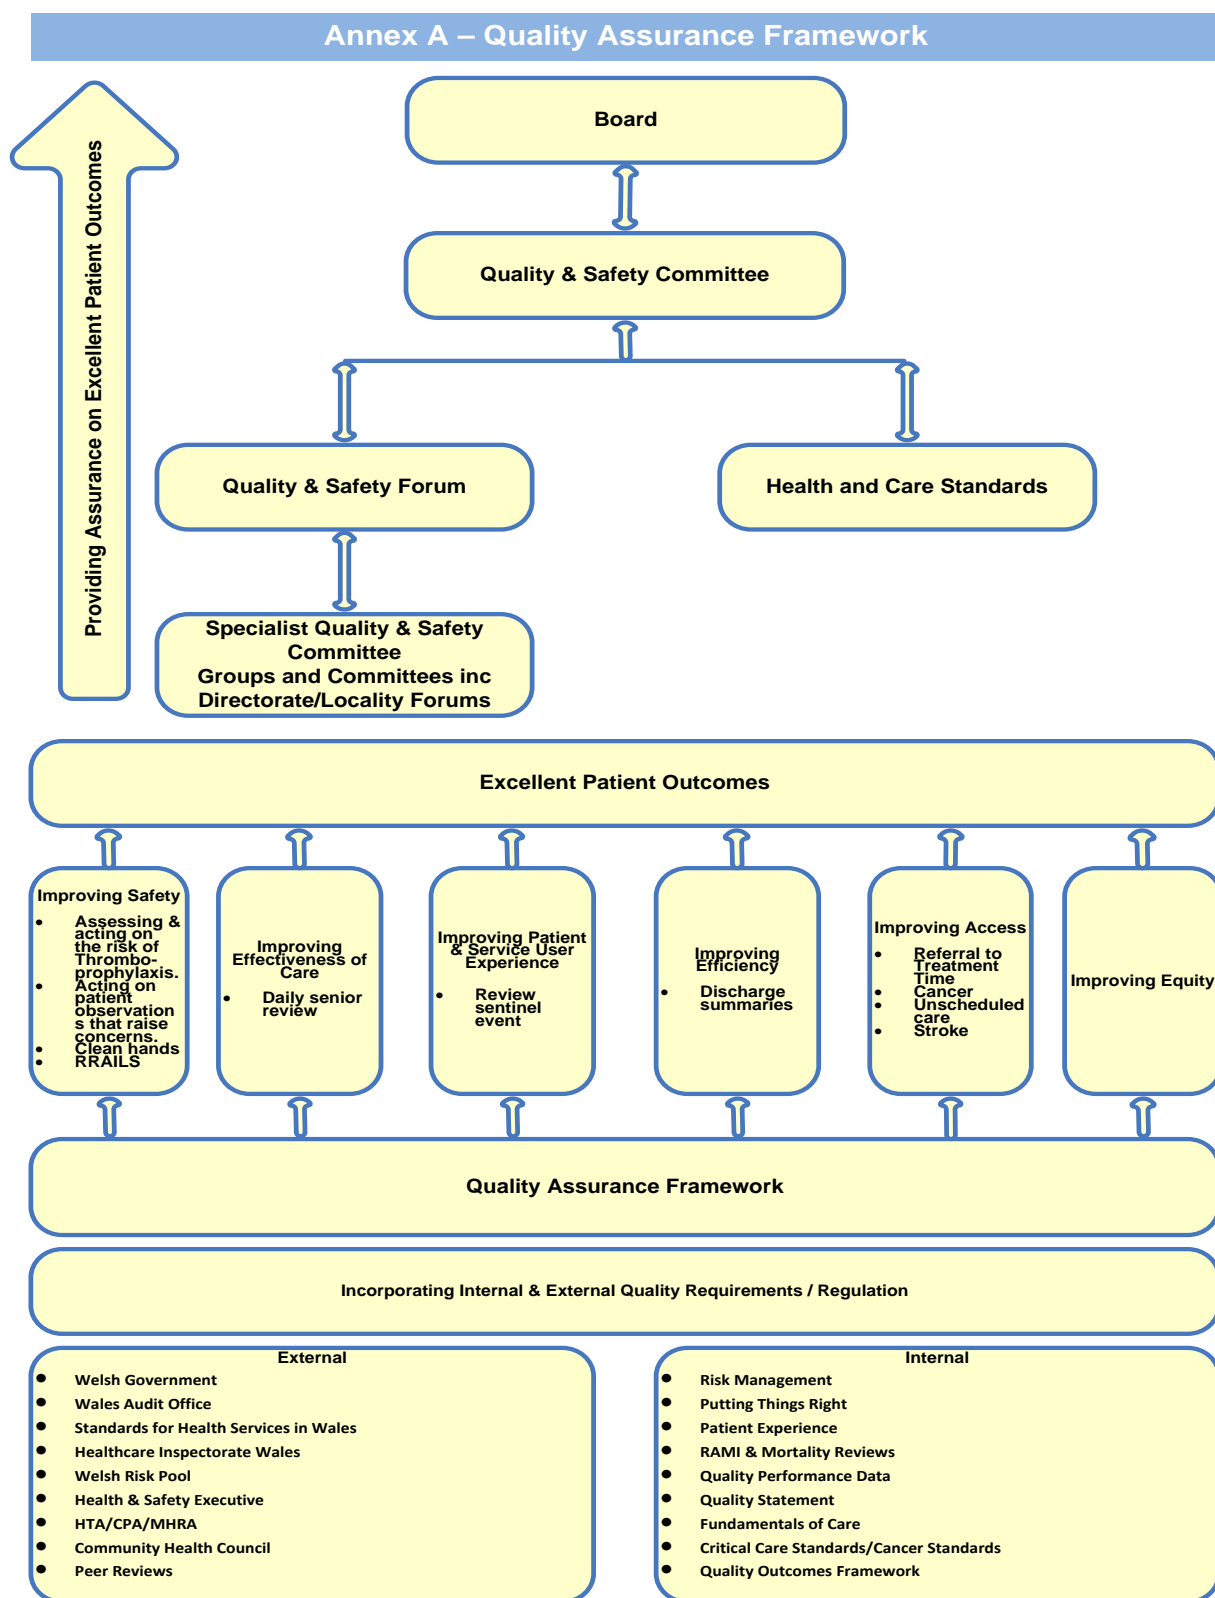 Annex A – Quality Assurance Framework
Providing Assurance on Excellent Patient Outcomes
Board
Quality & Safety Committee
Quality & Safety Forum
Health and Care Standards
Specialist Quality & Safety
Committee
Groups and Committees inc
Directorate/Locality Forums
Excellent Patient Outcomes
Improving Safety
• Assessing &
acting on
the risk of
Thrombo-
prophylaxis.
• Acting on
patient
observation
s that raise
concerns.
• Clean hands
• RRAILS
Improving
Effectiveness of
Care
• Daily senior
review
Improving Patient
& Service User
Experience
• Review
sentinel
event
Improving
Efficiency
• Discharge
summaries
Improving Access
• Referral to
Treatment
Time
• Cancer
• Unscheduled
care
• Stroke
Improving Equity
Quality Assurance Framework
Incorporating Internal & External Quality Requirements / Regulation
External
• Welsh Government
• Wales Audit Office
• Standards for Health Services in Wales
• Healthcare Inspectorate Wales
• Welsh Risk Pool
• Health & Safety Executive
• HTA/CPA/MHRA
• Community Health Council
• Peer Reviews
Internal
• Risk Management
• Putting Things Right
• Patient Experience
• RAMI & Mortality Reviews
• Quality Performance Data
• Quality Statement
• Fundamentals of Care
• Critical Care Standards/Cancer Standards
• Quality Outcomes Framework